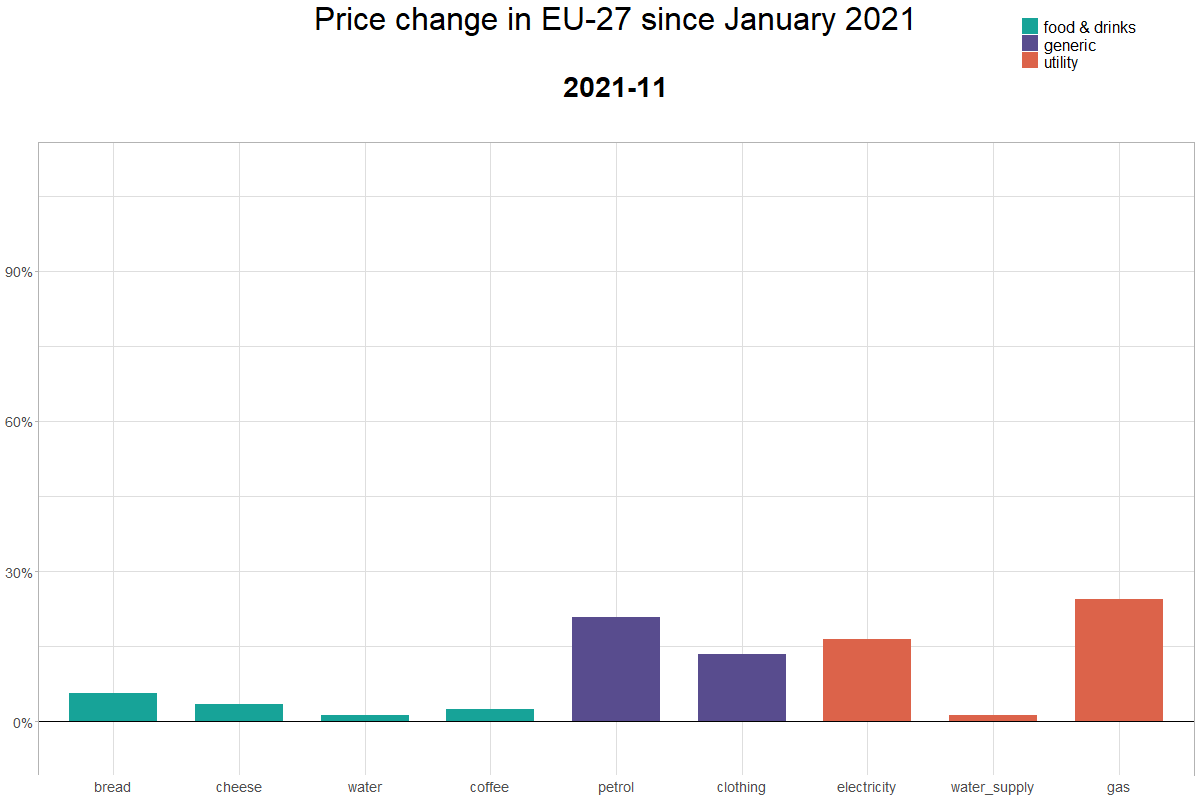 Price change in EU-27 since January 2021
food & drinks
generic
utility
2021-11
90%
60%
30%
0%
bread cheese water coffee petrol clothing electricity water_supply gas